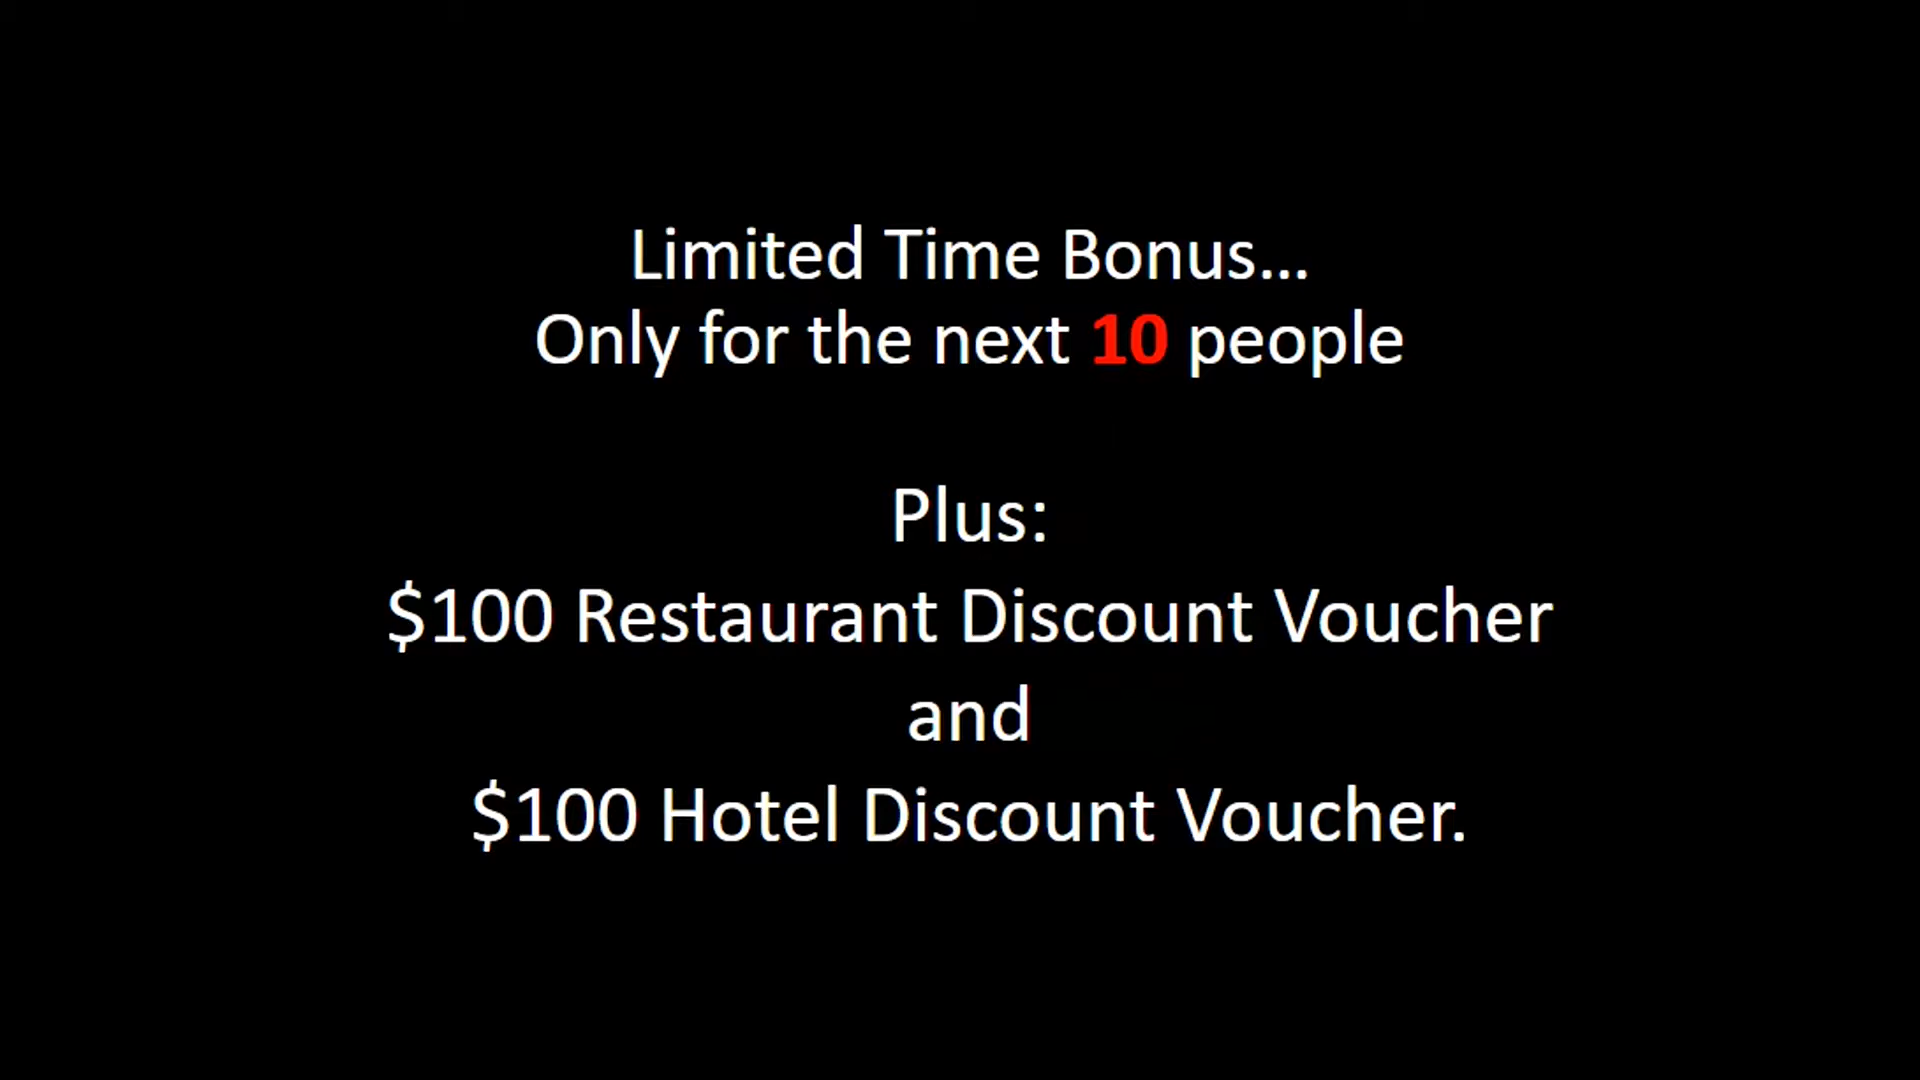 Limited Time Bonus...
Only for the next 10 people
Plus:
$100 Restaurant Discount Voucher
and
$100 Hotel Discount Voucher.